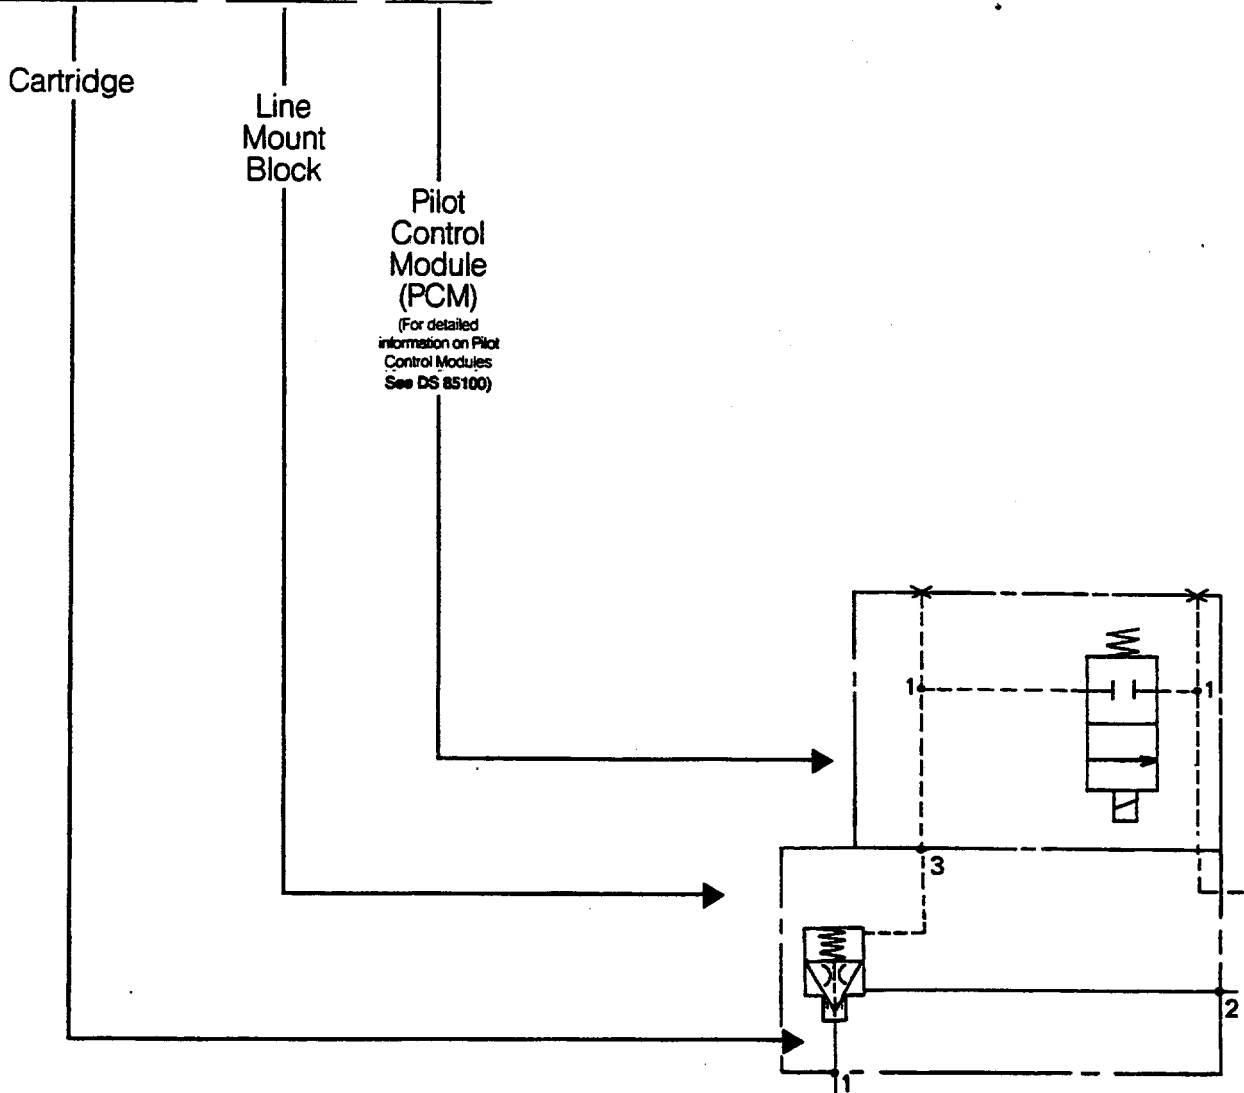 Cartridge
Line
Mount
Block
Pilot
Control
Module
(PCM)
(For detailed
information on Pilot
Control Modules
See DS 85100)
1
1
3
2
1